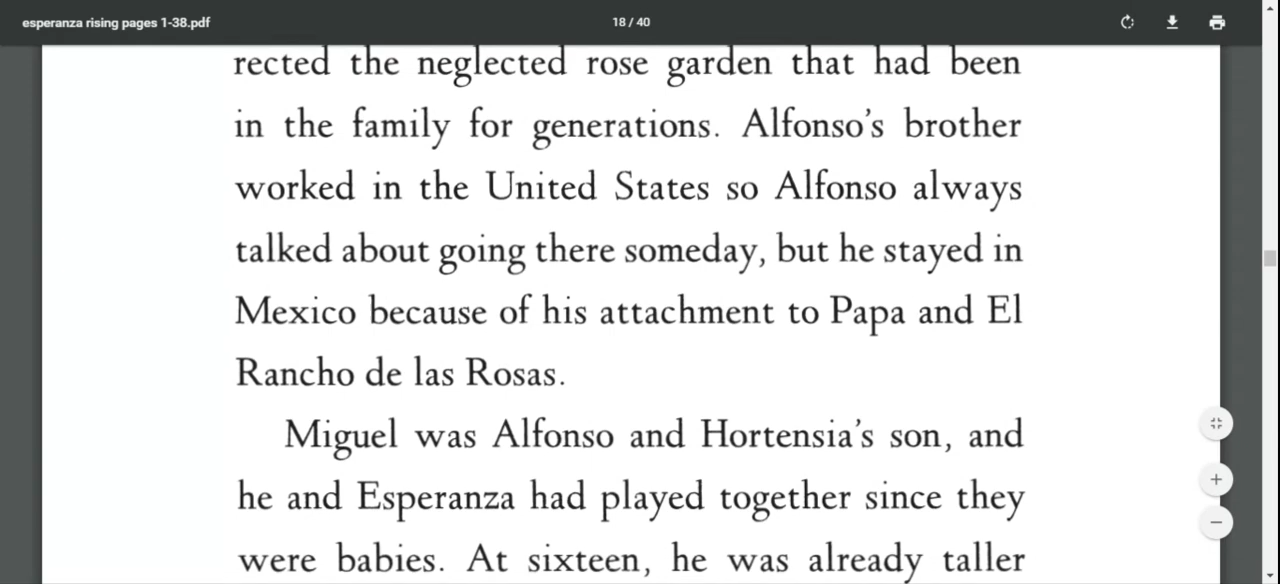 esperanza rising pages 1-38.pdf
18 / 40
rected the neglected rose garden that had been
in the family for generations. Alfonso’s brother
worked in the United States so Alfonso always
talked about going there someday, but he stayed in
Mexico because of his attachment to Papa and El
Rancho de las Rosas.
Miguel was Alfonso and Hortensia’s son, and
he and Esperanza had played together since they
were babies. At sixteen, he was already taller